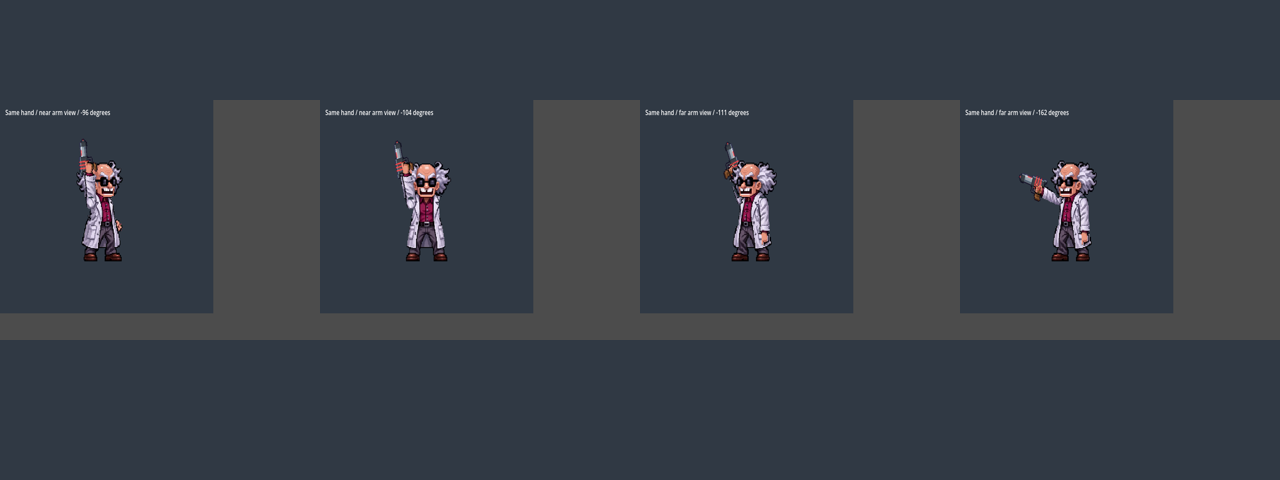 Same hand / near arm view / -96 degrees
Same hand / near arm view / -104 degrees
Same hand / far arm view / -111 degrees
Same hand / far arm view / -162 degrees